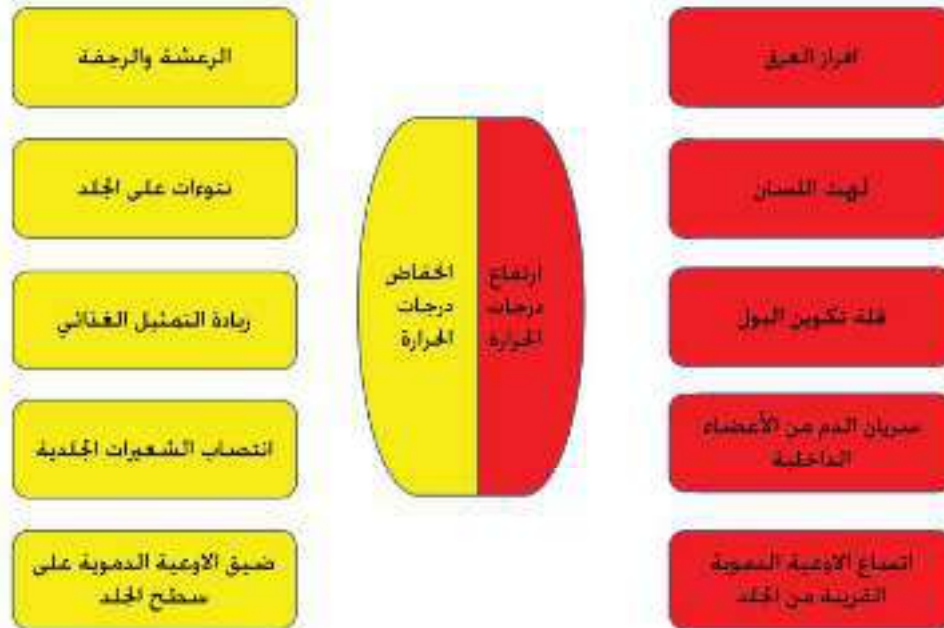 افراز العرق
لهيث اللسان
قلة تكوين البول
سريان الدم من الأعضاء
الداخلية
اتساع الاوعية الدموية
القريبة من الجلد
ارتفاع
درجات
الحرارة
انخفاض
درجات
الحرارة
الرعشة والرجفة
نتوءات على الجلد
زيادة التمثيل الغذائي
انتصاب الشعيرات الجلدية
ضيق الاوعية الدموية على
سطح الجلد